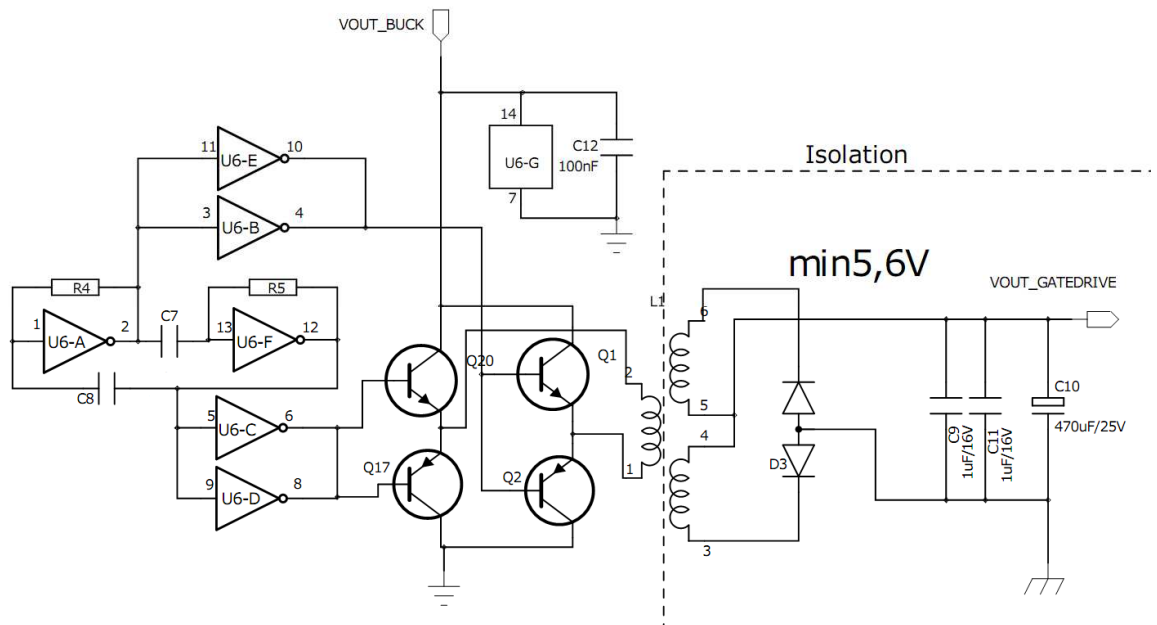 VOUT_BUCK
14
C12
100nF
U6-G
7
Isolation
11
U6-E
10
3
U6-B
4
min5,6V
VOUT_GATEDRIVE
R4
R5
L1
6
1
U6-A
2
C7
13
U6-F
12
Q20
Q1
2
C8
5
U6-C
6
5
4
C9
1uF/16V
C11
1uF/16V
C10
470uF/25V
9
U6-D
8
Q17
Q2
1
D3
3